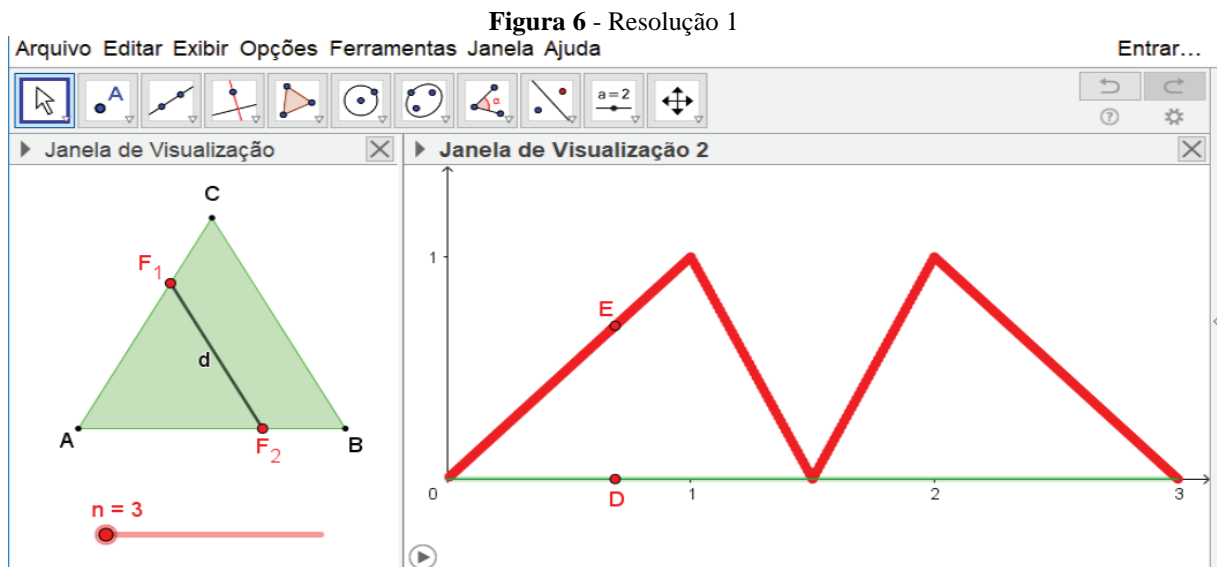 Figura 6 - Resolução 1
Arquivo Editar Exibir Opções Ferramentas Janela Ajuda
Entrar...
A
α
a=2
Janela de Visualização
Janela de Visualização 2
C
F1
d
A
F2
B
n = 3
1
E
0
D
1
2
3